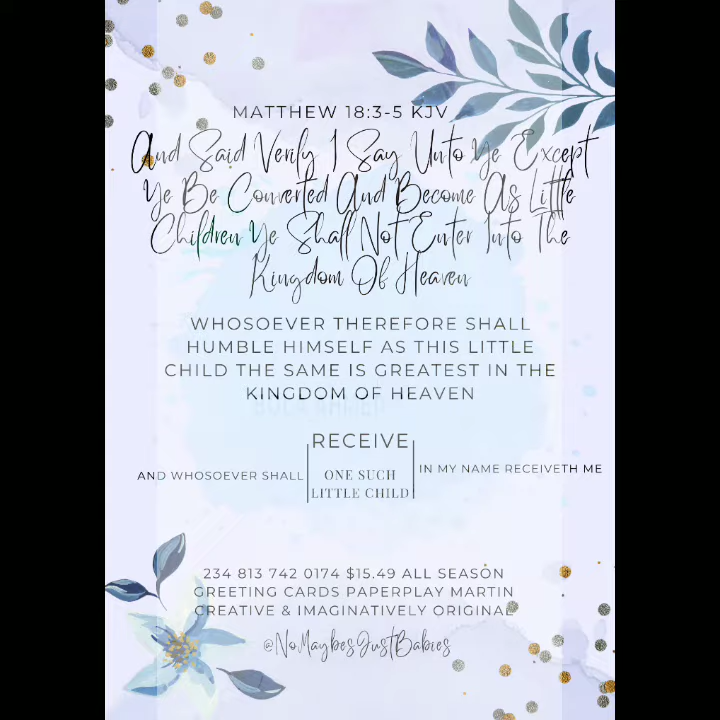 MATTHEW 18:3-5 KJV
And Said Verily I Say Unto Ye Except
Ye Be Converted And Become As Little
Children Ye Shall Not Enter Into The
Kingdom Of Heaven
WHOSOEVER THEREFORE SHALL
HUMBLE HIMSELF AS THIS LITTLE
CHILD THE SAME IS GREATEST IN THE
KINGDOM OF HEAVEN
AND WHOSOEVER SHALL
RECEIVE
ONE SUCH
LITTLE CHILD
IN MY NAME RECEIVETH ME
234 813 742 0174 $15.49 ALL SEASON
GREETING CARDS PAPERPLAY MARTIN
CREATIVE & IMAGINATIVELY ORIGINAL
@NoMaybesJustBabies